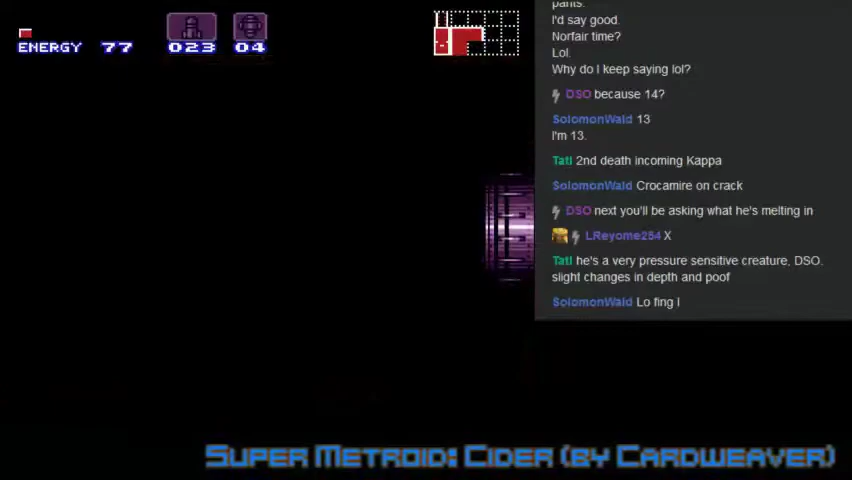 ENERGY 77 023 04
pants.
I'd say good.
Norfair time?
Lol.
Why do I keep saying lol?
DSO because 14?
SolomonWald 13
I'm 13.
Tatl 2nd death incoming Kappa
SolomonWald Crocamire on crack
DSO next you'll be asking what he's melting in
LReyome254 X
Tatl he's a very pressure sensitive creature, DSO.
slight changes in depth and poof
SolomonWald Lo fing l
Super Metroid: Cider (by Cardweaver)